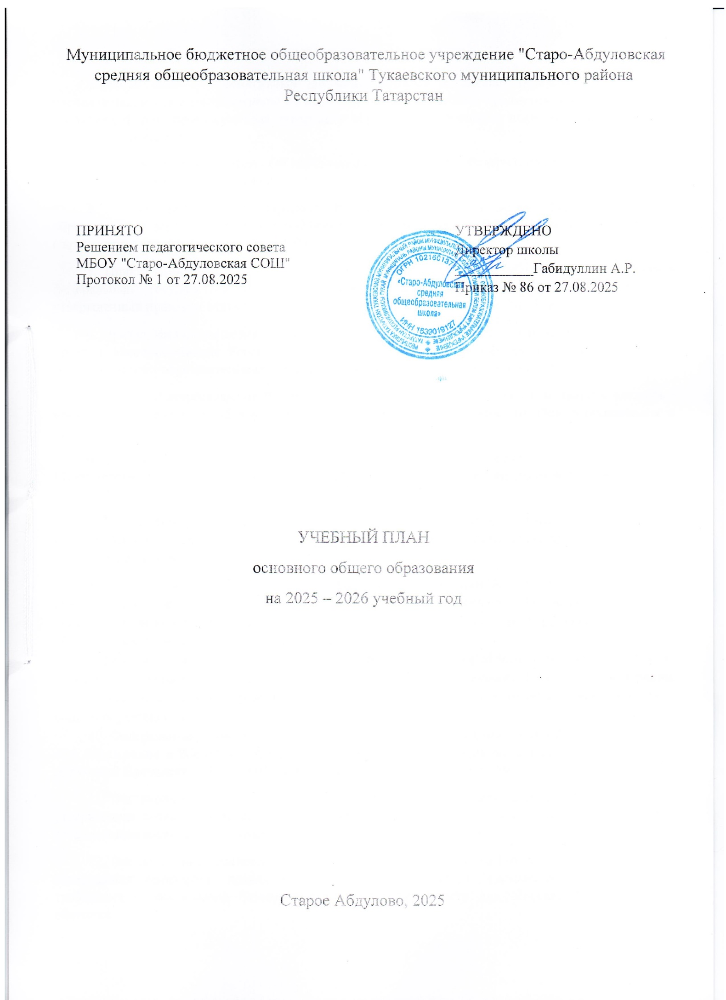 Муниципальное бюджетное общеобразовательное учреждение "Старо-Абдуловская
средняя общеобразовательная школа" Тукаевского муниципального района
Республики Татарстан
ПРИНЯТО
Решением педагогического совета
МБОУ "Старо-Абдуловская СОШ"
Протокол № 1 от 27.08.2025
УТВЕРЖДЕНО
Директор школы
____________Габидуллин А.Р.
Приказ № 86 от 27.08.2025
ОГРН
«Старо-Абдуловская
средняя
общеобразовательная
школа»
ИНН 1639019127
УЧЕБНЫЙ ПЛАН
основного общего образования
на 2025 – 2026 учебный год
Старое Абдулово, 2025